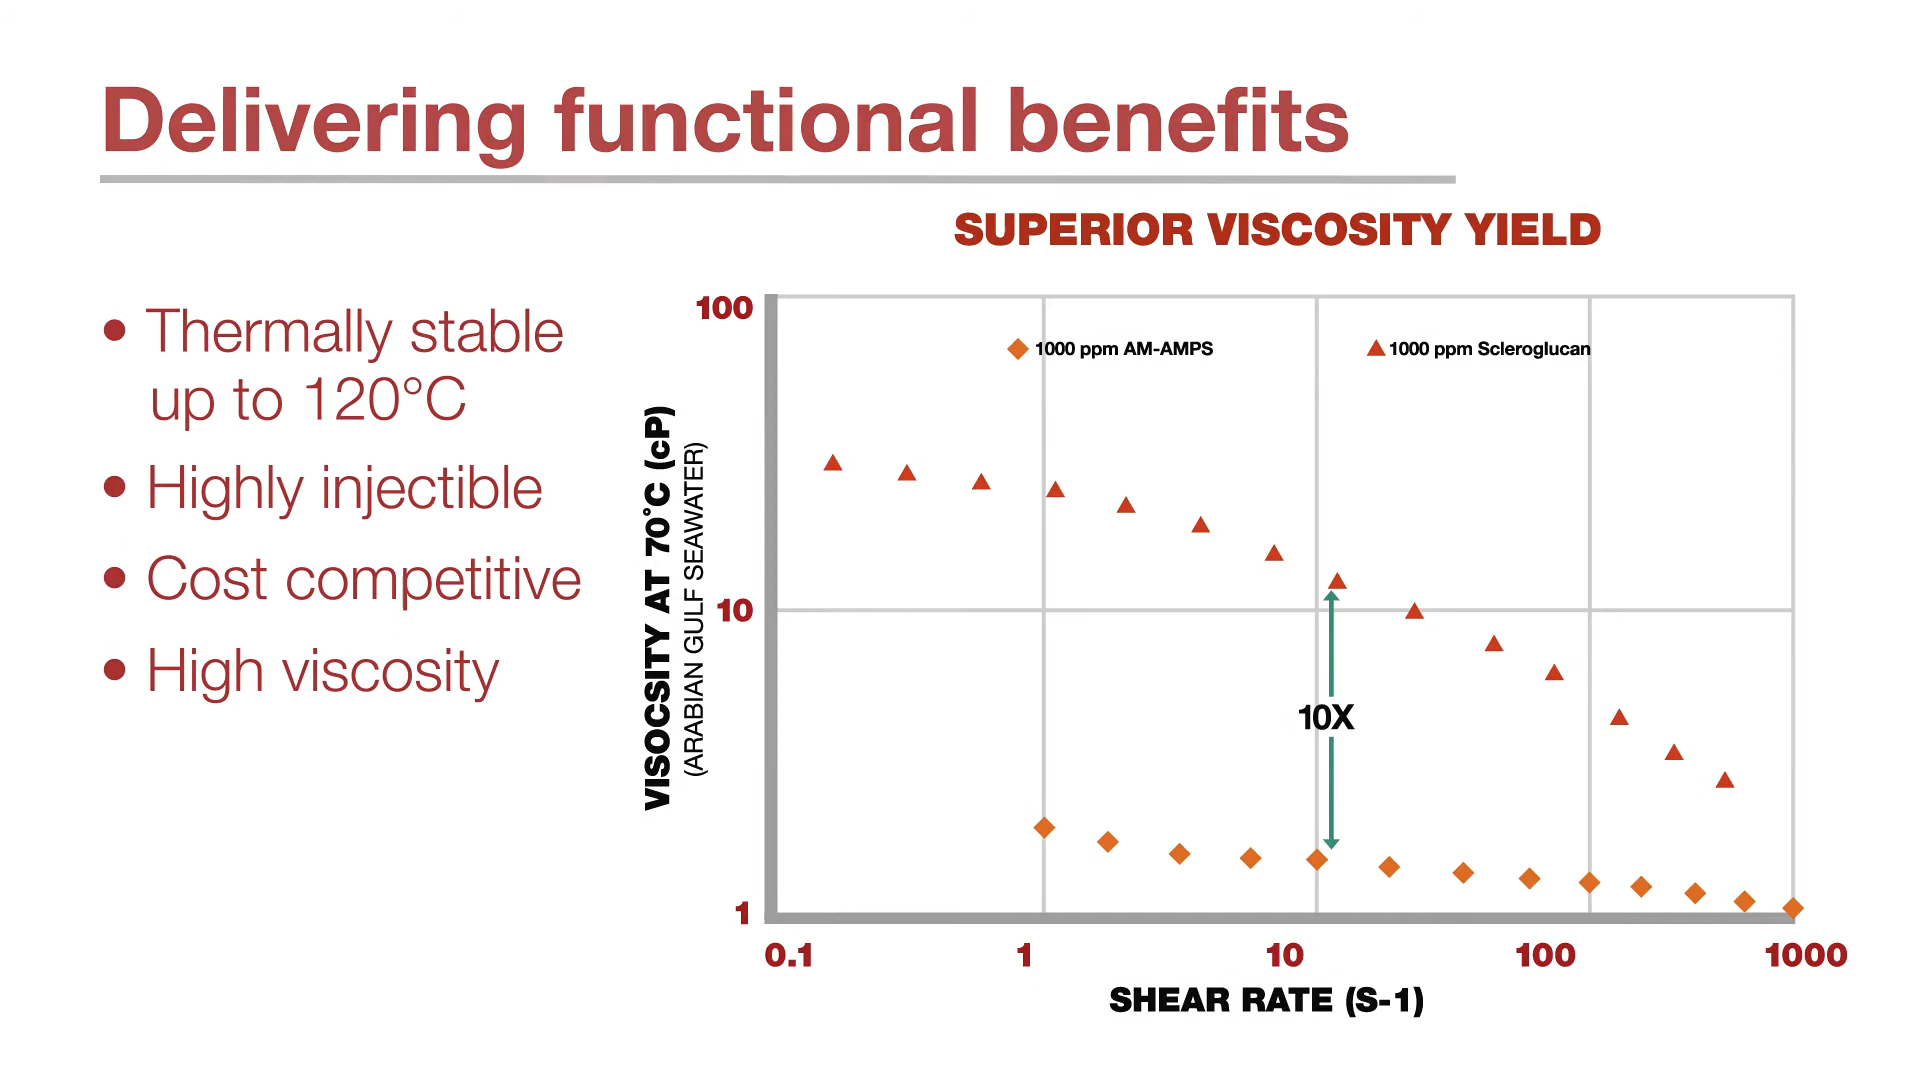 Delivering functional benefits
SUPERIOR VISCOSITY YIELD
• Thermally stable
up to 120°C
• Highly injectible
• Cost competitive
• High viscosity
VISOCSITY AT 70°C (cP)
(ARABIAN GULF SEAWATER)
100
10
1
1000 ppm AM-AMPS
1000 ppm Scleroglucan
10X
0.1 1 10 100 1000
SHEAR RATE (S-1)